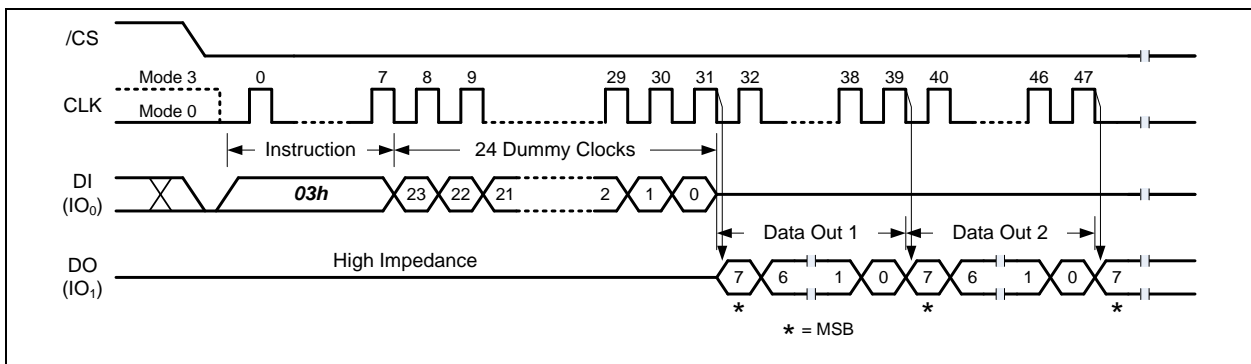 /CS
Mode 3 0 7 8 9 29 30 31 32 38 39 40 46 47
CLK
Mode 0
Instruction 24 Dummy Clocks
DI 03h 23 22 21 2 1 0
(IO0)
Data Out 1 Data Out 2
High Impedance
DO 7 6 1 0 7 6 1 0 7
(IO1)
* * *
* = MSB